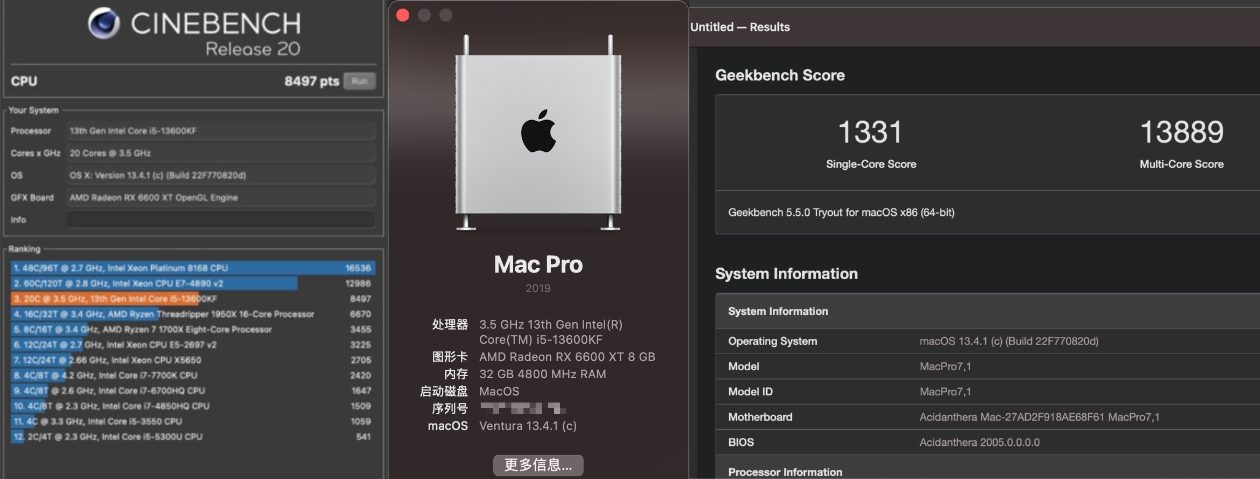 CINEBENCH
Release 20
CPU 8497 pts Run
Your System
Processor 13th Gen Intel Core i5-13600KF
Cores x GHz 20 Cores @ 3.5 GHz
OS OS X: Version 13.4.1 (c) (Build 22F770820d)
GFX Board AMD Radeon RX 6600 XT OpenGL Engine
Info
Ranking
1. 48C/96T @ 2.7 GHz, Intel Xeon Platinum 8168 CPU 16536
2. 60C/120T @ 2.8 GHz, Intel Xeon CPU E7-4890 v2 12986
3. 20C @ 3.5 GHz, 13th Gen Intel Core i5-13600KF 8497
4. 16C/32T @ 3.4 GHz, AMD Ryzen Threadripper 1950X 16-Core Processor 6670
5. 8C/16T @ 3.4 GHz, AMD Ryzen 7 1700X Eight-Core Processor 3455
6. 12C/24T @ 2.7 GHz, Intel Xeon CPU E5-2697 v2 3225
7. 12C/24T @ 2.66 GHz, Intel Xeon CPU X5650 2705
8. 4C/8T @ 4.2 GHz, Intel Core i7-7700K CPU 2420
9. 4C/8T @ 2.6 GHz, Intel Core i7-6700HQ CPU 1647
10. 4C/8T @ 2.3 GHz, Intel Core i7-4850HQ CPU 1509
11. 4C @ 3.3 GHz, Intel Core i5-3550 CPU 1059
12. 2C/4T @ 2.3 GHz, Intel Core i5-5300U CPU 541
Mac Pro
2019
处理器 3.5 GHz 13th Gen Intel(R)
Core(TM) i5-13600KF
图形卡 AMD Radeon RX 6600 XT 8 GB
内存 32 GB 4800 MHz RAM
启动磁盘 MacOS
序列号
macOS Ventura 13.4.1 (c)
更多信息...
Untitled — Results
Geekbench Score
1331 13889
Single-Core Score Multi-Core Score
Geekbench 5.5.0 Tryout for macOS x86 (64-bit)
System Information
System Information
Operating System macOS 13.4.1 (c) (Build 22F770820d)
Model MacPro7,1
Model ID MacPro7,1
Motherboard Acidanthera Mac-27AD2F918AE68F61 MacPro7,1
BIOS Acidanthera 2005.0.0.0.0
Processor Information